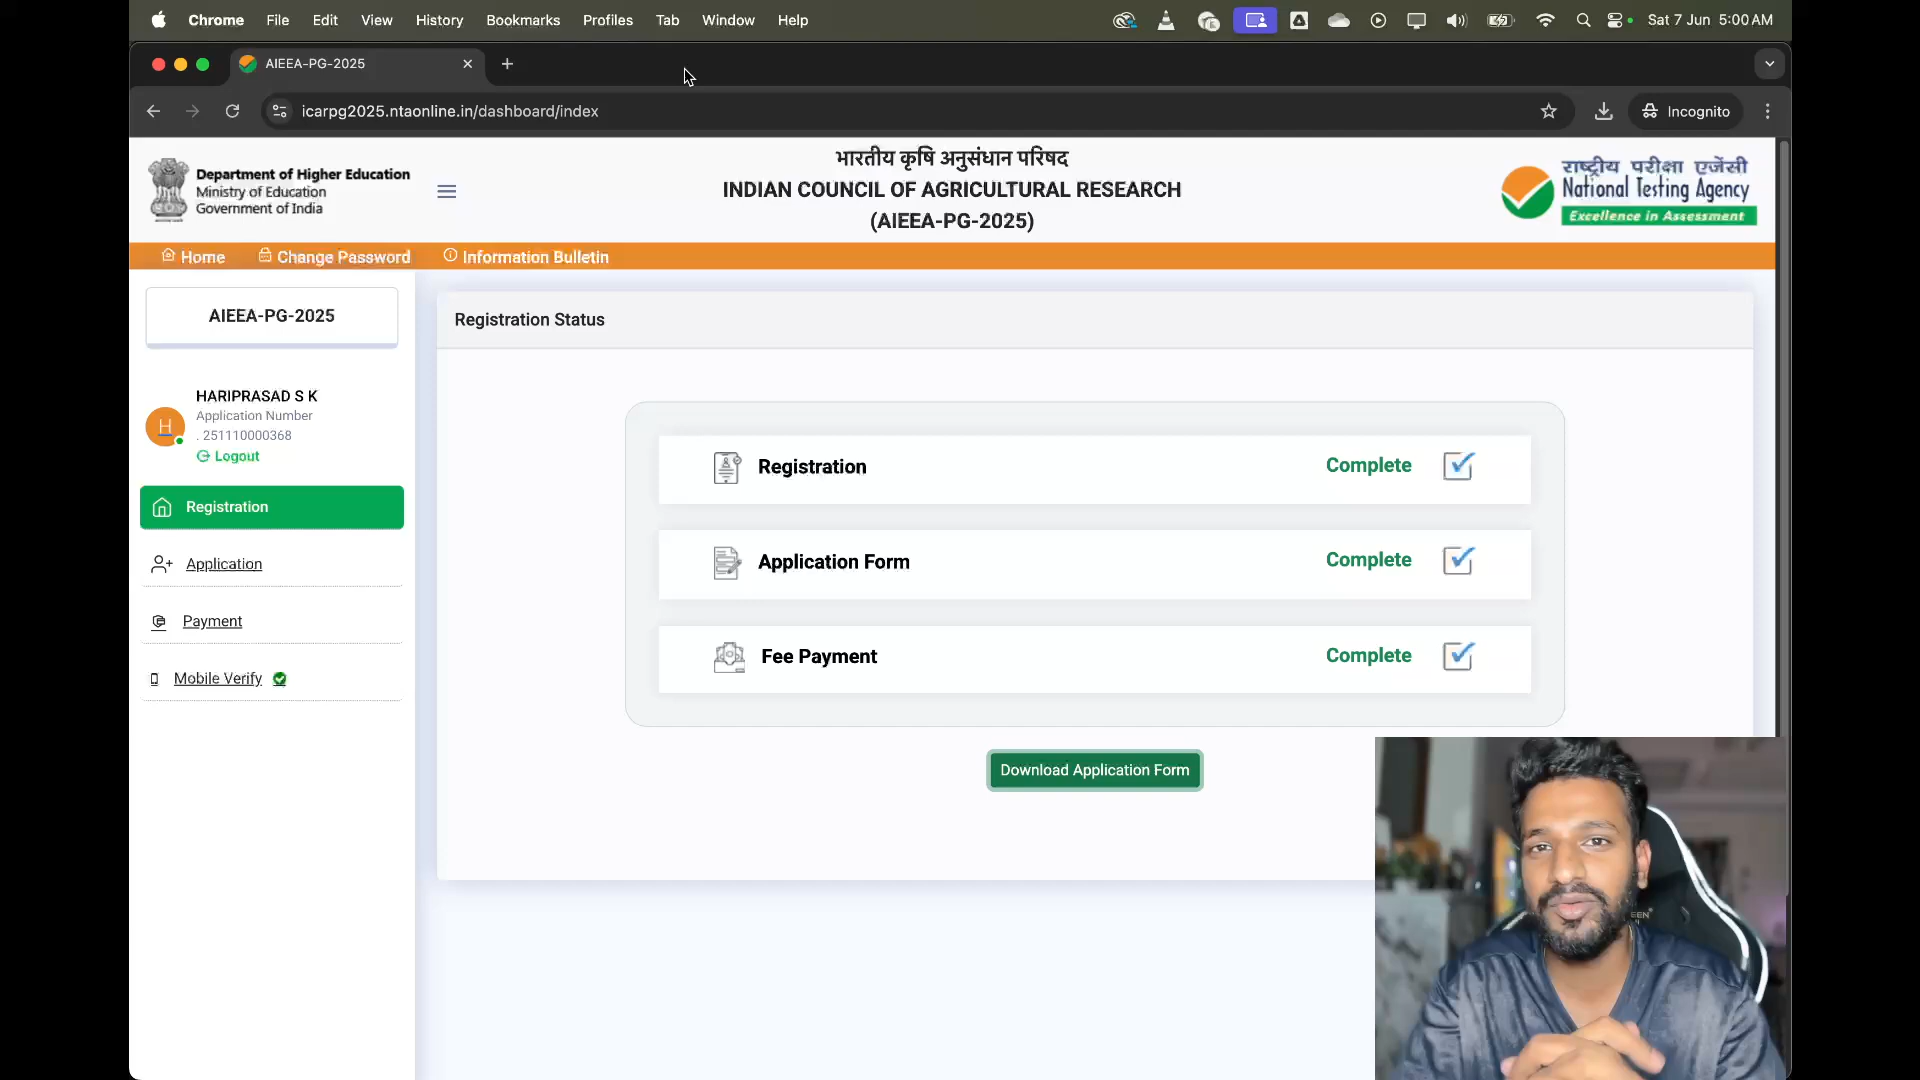 Chrome File Edit View History Bookmarks Profiles Tab Window Help
Sat 7 Jun 5:00 AM
AIEEA-PG-2025
icarpg2025.ntaonline.in/dashboard/index
Incognito
Department of Higher Education
Ministry of Education
Government of India
भारतीय कृषि अनुसंधान परिषद
INDIAN COUNCIL OF AGRICULTURAL RESEARCH
(AIEEA-PG-2025)
राष्ट्रीय परीक्षा एजेंसी
National Testing Agency
Excellence in Assessment
Home Change Password Information Bulletin
AIEEA-PG-2025
HARIPRASAD S K
Application Number
. 251110000368
Logout
H
Registration
Application
Payment
Mobile Verify
Registration Status
Registration Complete
Application Form Complete
Fee Payment Complete
Download Application Form